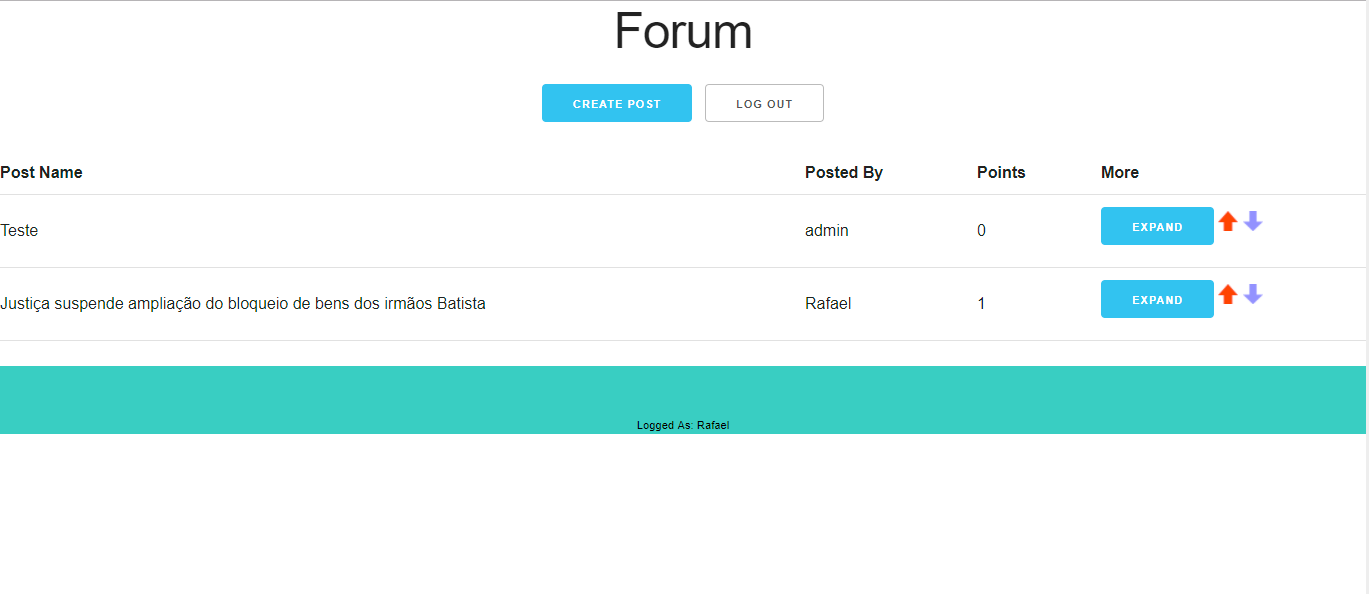 Forum
CREATE POST LOG OUT
Post Name Posted By Points More
Teste admin 0 EXPAND
Justiça suspende ampliação do bloqueio de bens dos irmãos Batista Rafael 1 EXPAND
Logged As: Rafael